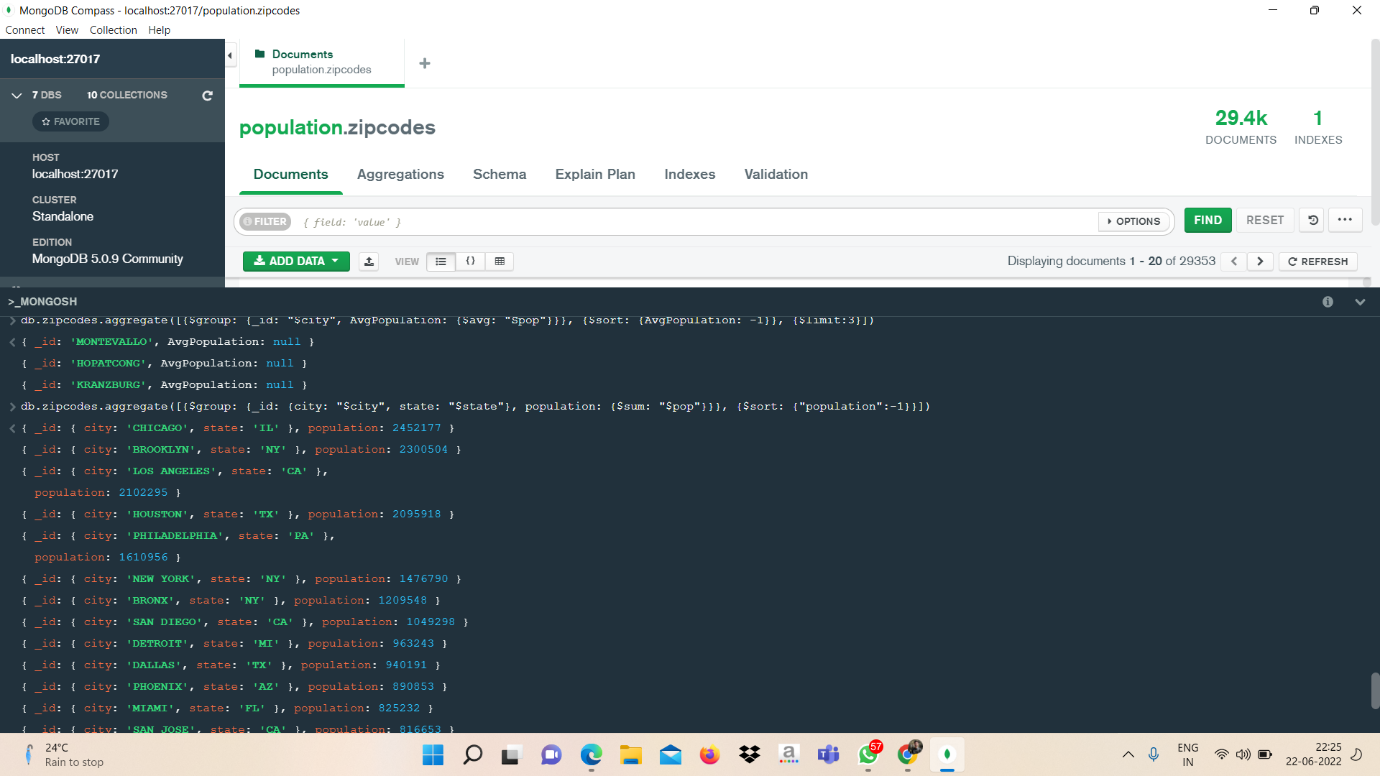 MongoDB Compass - localhost:27017/population.zipcodes
Connect View Collection Help
localhost:27017
Documents
population.zipcodes
7 DBS 10 COLLECTIONS
FAVORITE
population.zipcodes
29.4k
DOCUMENTS
1
INDEXES
HOST
localhost:27017
CLUSTER
Standalone
EDITION
MongoDB 5.0.9 Community
Documents Aggregations Schema Explain Plan Indexes Validation
FILTER { field: 'value' } OPTIONS FIND RESET
ADD DATA VIEW Displaying documents 1 - 20 of 29353 REFRESH
>_MONGOSH
> db.zipcodes.aggregate([{$group: {_id: "$city", AvgPopulation: {$avg: "$pop"}}}, {$sort: {AvgPopulation: -1}}, {$limit:3}])
< { _id: 'MONTEVALLO', AvgPopulation: null }
{ _id: 'HOPATCONG', AvgPopulation: null }
{ _id: 'KRANZBURG', AvgPopulation: null }
> db.zipcodes.aggregate([{$group: {_id: {city: "$city", state: "$state"}, population: {$sum: "$pop"}}}, {$sort: {"population":-1}}])
< { _id: { city: 'CHICAGO', state: 'IL' }, population: 2452177 }
{ _id: { city: 'BROOKLYN', state: 'NY' }, population: 2300504 }
{ _id: { city: 'LOS ANGELES', state: 'CA' },
population: 2102295 }
{ _id: { city: 'HOUSTON', state: 'TX' }, population: 2095918 }
{ _id: { city: 'PHILADELPHIA', state: 'PA' },
population: 1610956 }
{ _id: { city: 'NEW YORK', state: 'NY' }, population: 1476790 }
{ _id: { city: 'BRONX', state: 'NY' }, population: 1209548 }
{ _id: { city: 'SAN DIEGO', state: 'CA' }, population: 1049298 }
{ _id: { city: 'DETROIT', state: 'MI' }, population: 963243 }
{ _id: { city: 'DALLAS', state: 'TX' }, population: 940191 }
{ _id: { city: 'PHOENIX', state: 'AZ' }, population: 890853 }
{ _id: { city: 'MIAMI', state: 'FL' }, population: 825232 }
{ _id: { city: 'SAN JOSE', state: 'CA' }, population: 816653 }
24°C
Rain to stop
57
ENG
IN
22:25
22-06-2022